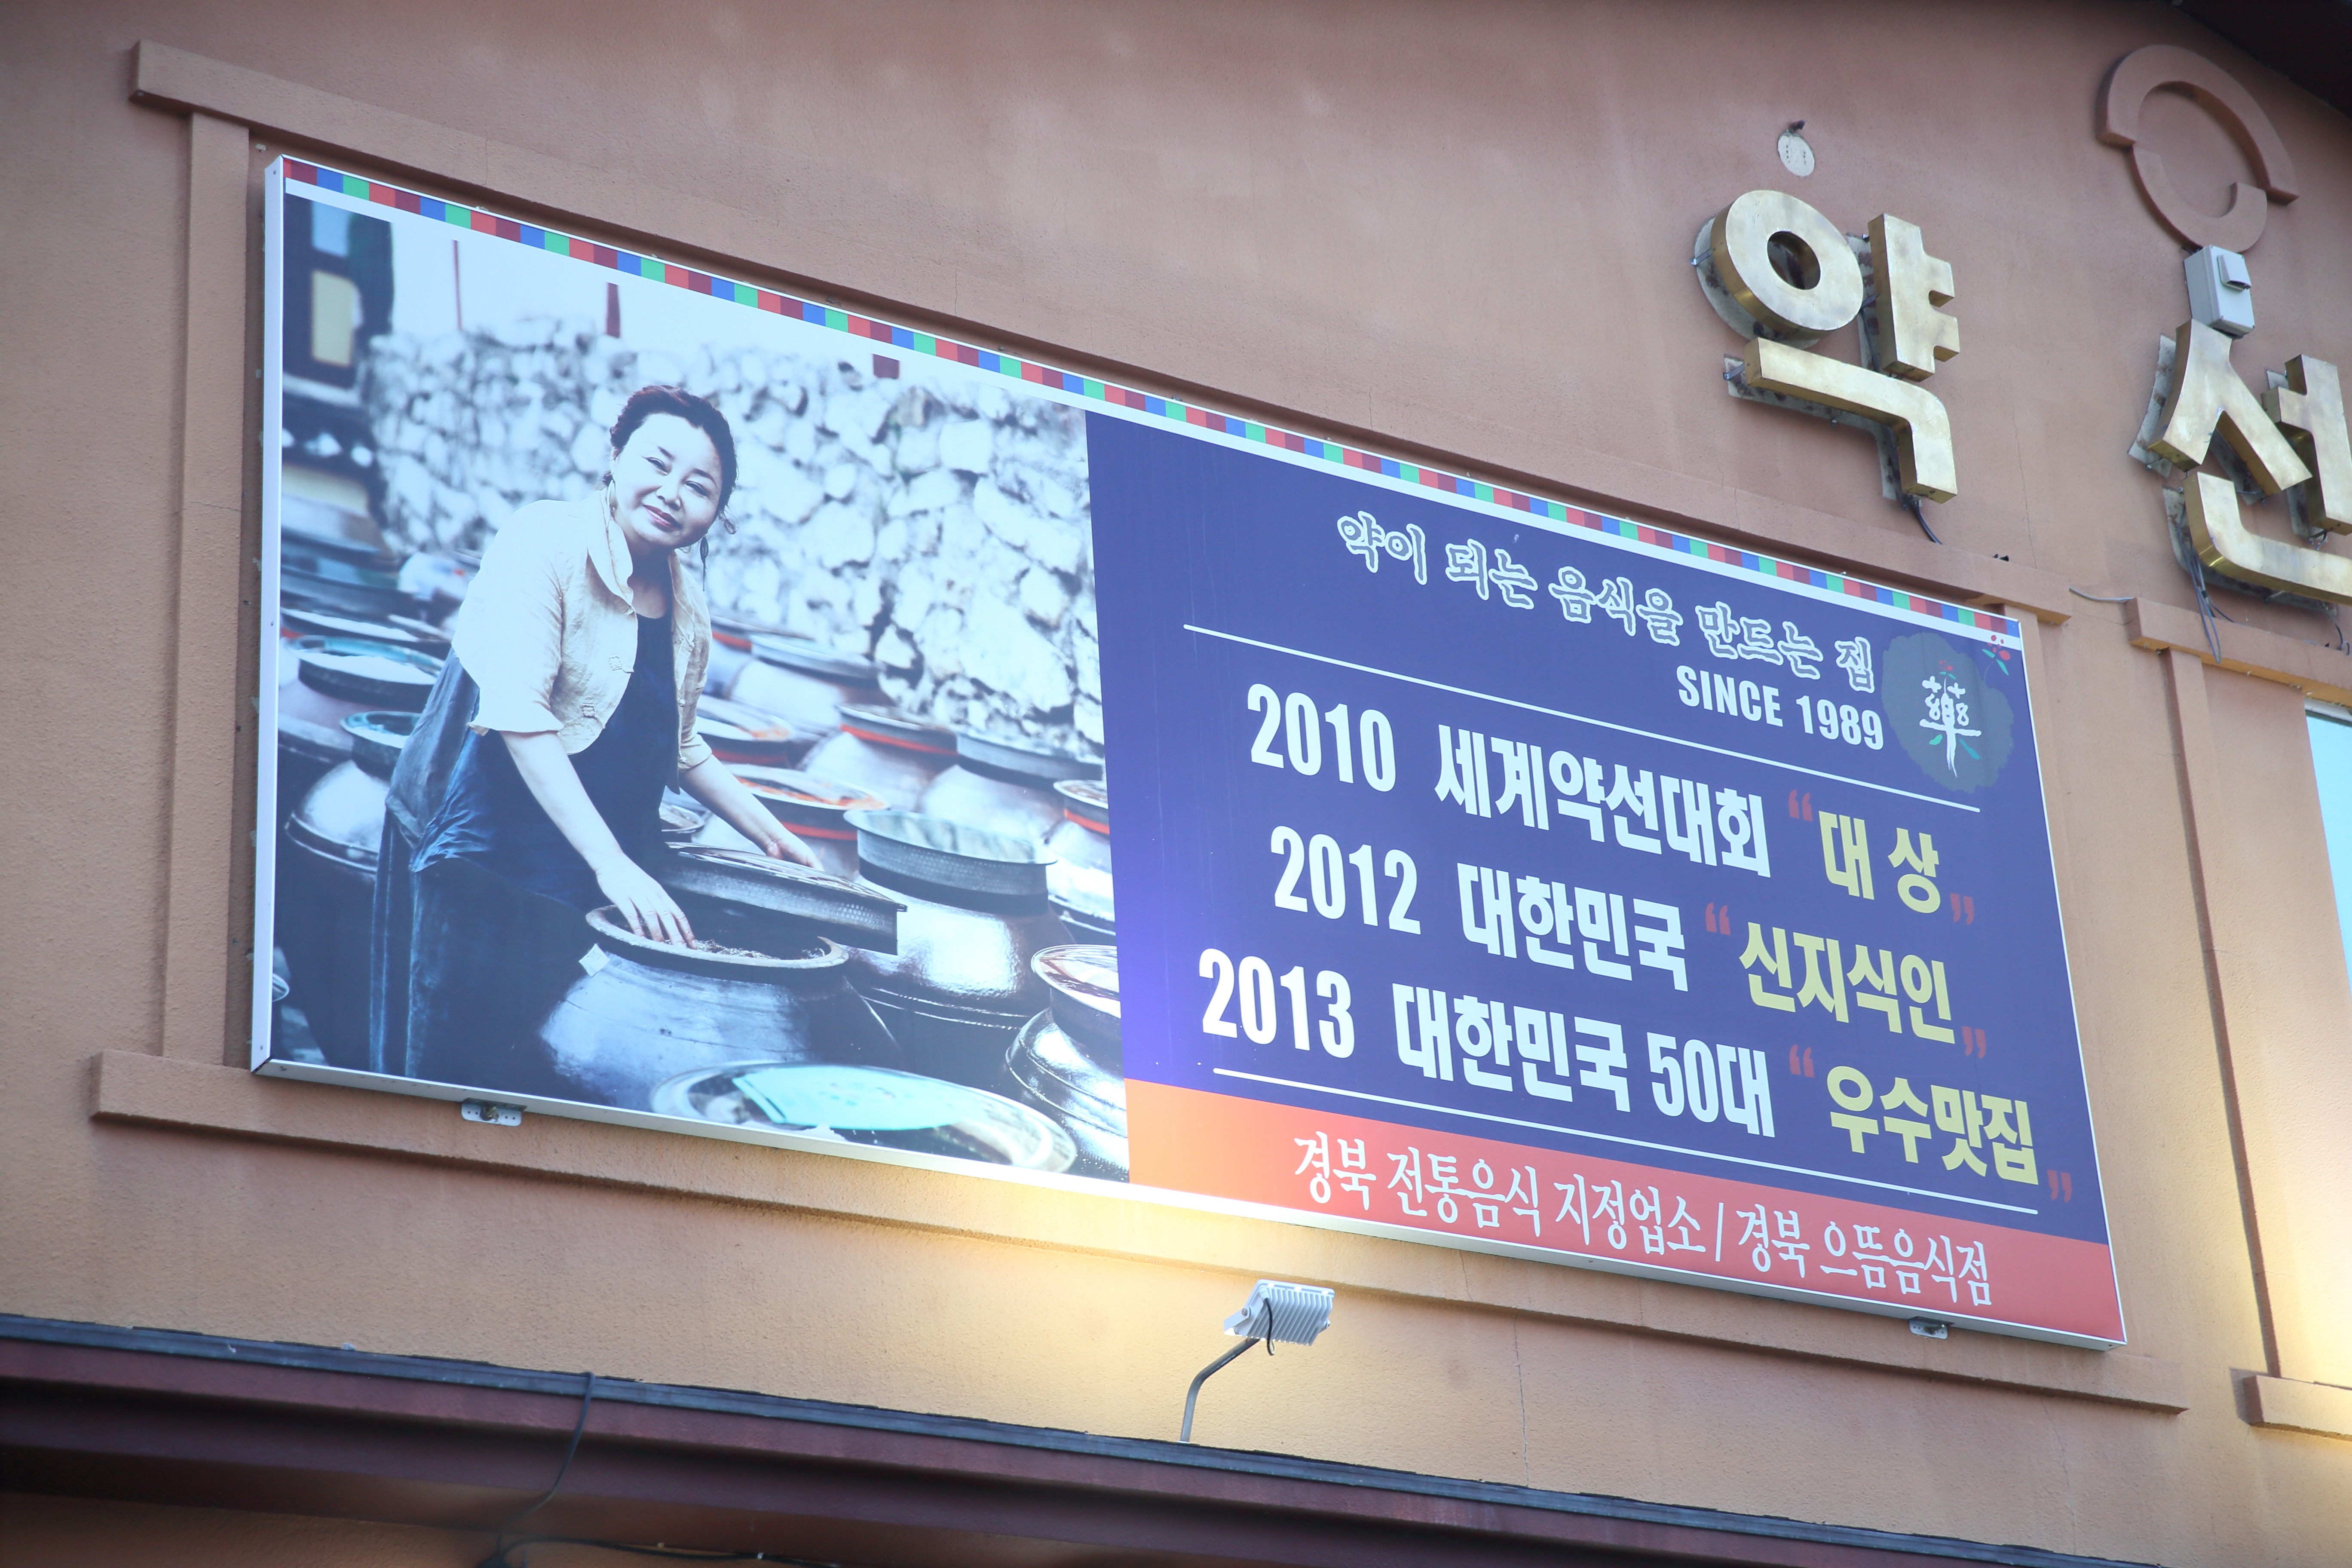 약선
약이 되는 음식을 만드는 집
SINCE 1989
藥
2010 세계약선대회 “대상”
2012 대한민국 “신지식인”
2013 대한민국 50대 “우수맛집”
경북 전통음식 지정업소 / 경북 으뜸음식점